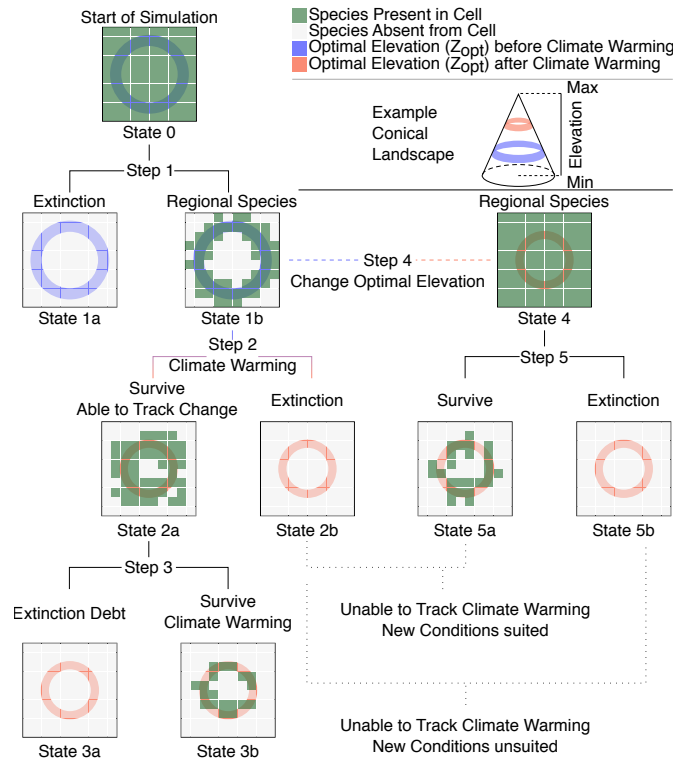 Start of Simulation
Species Present in Cell
Species Absent from Cell
Optimal Elevation (Zopt) before Climate Warming
Optimal Elevation (Zopt) after Climate Warming
State 0
Example
Conical
Landscape
Max
Elevation
Min
Step 1
Extinction
Regional Species
Regional Species
State 1a
State 1b
Step 4
Change Optimal Elevation
State 4
Step 2
Climate Warming
Step 5
Survive
Able to Track Change
Extinction
Survive
Extinction
State 2a
State 2b
State 5a
State 5b
Step 3
Extinction Debt
Survive
Climate Warming
Unable to Track Climate Warming
New Conditions suited
State 3a
State 3b
Unable to Track Climate Warming
New Conditions unsuited